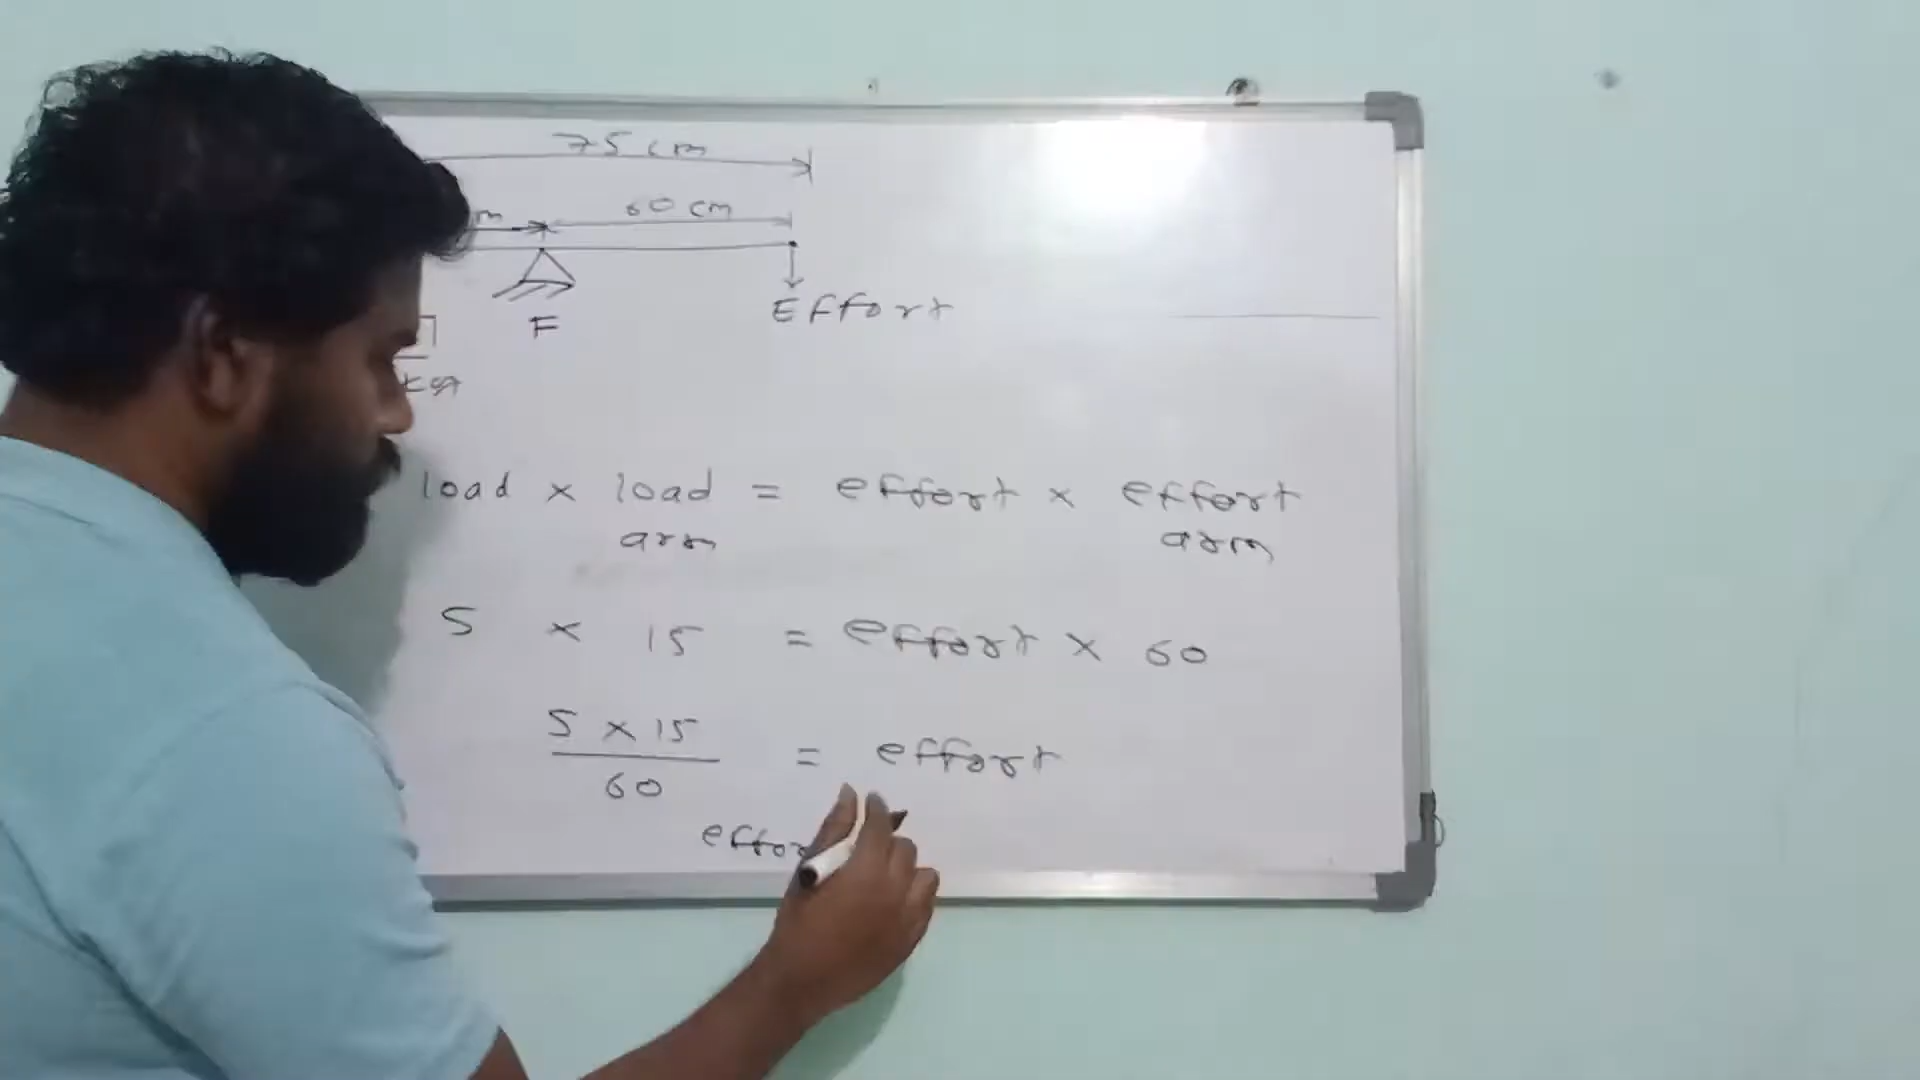 75 cm
m 60 cm
Effort
F
load × load = effort × effort
arm arm
5 × 15 = effort × 60
5 × 15
= effort
60